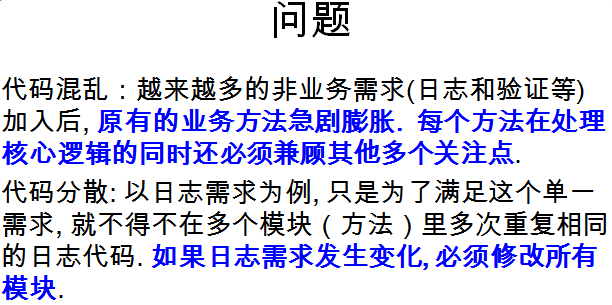 问题
代码混乱：越来越多的非业务需求(日志和验证等)
加入后, 原有的业务方法急剧膨胀. 每个方法在处理
核心逻辑的同时还必须兼顾其他多个关注点.
代码分散: 以日志需求为例, 只是为了满足这个单一
需求, 就不得不在多个模块（方法）里多次重复相同
的日志代码. 如果日志需求发生变化, 必须修改所有
模块.